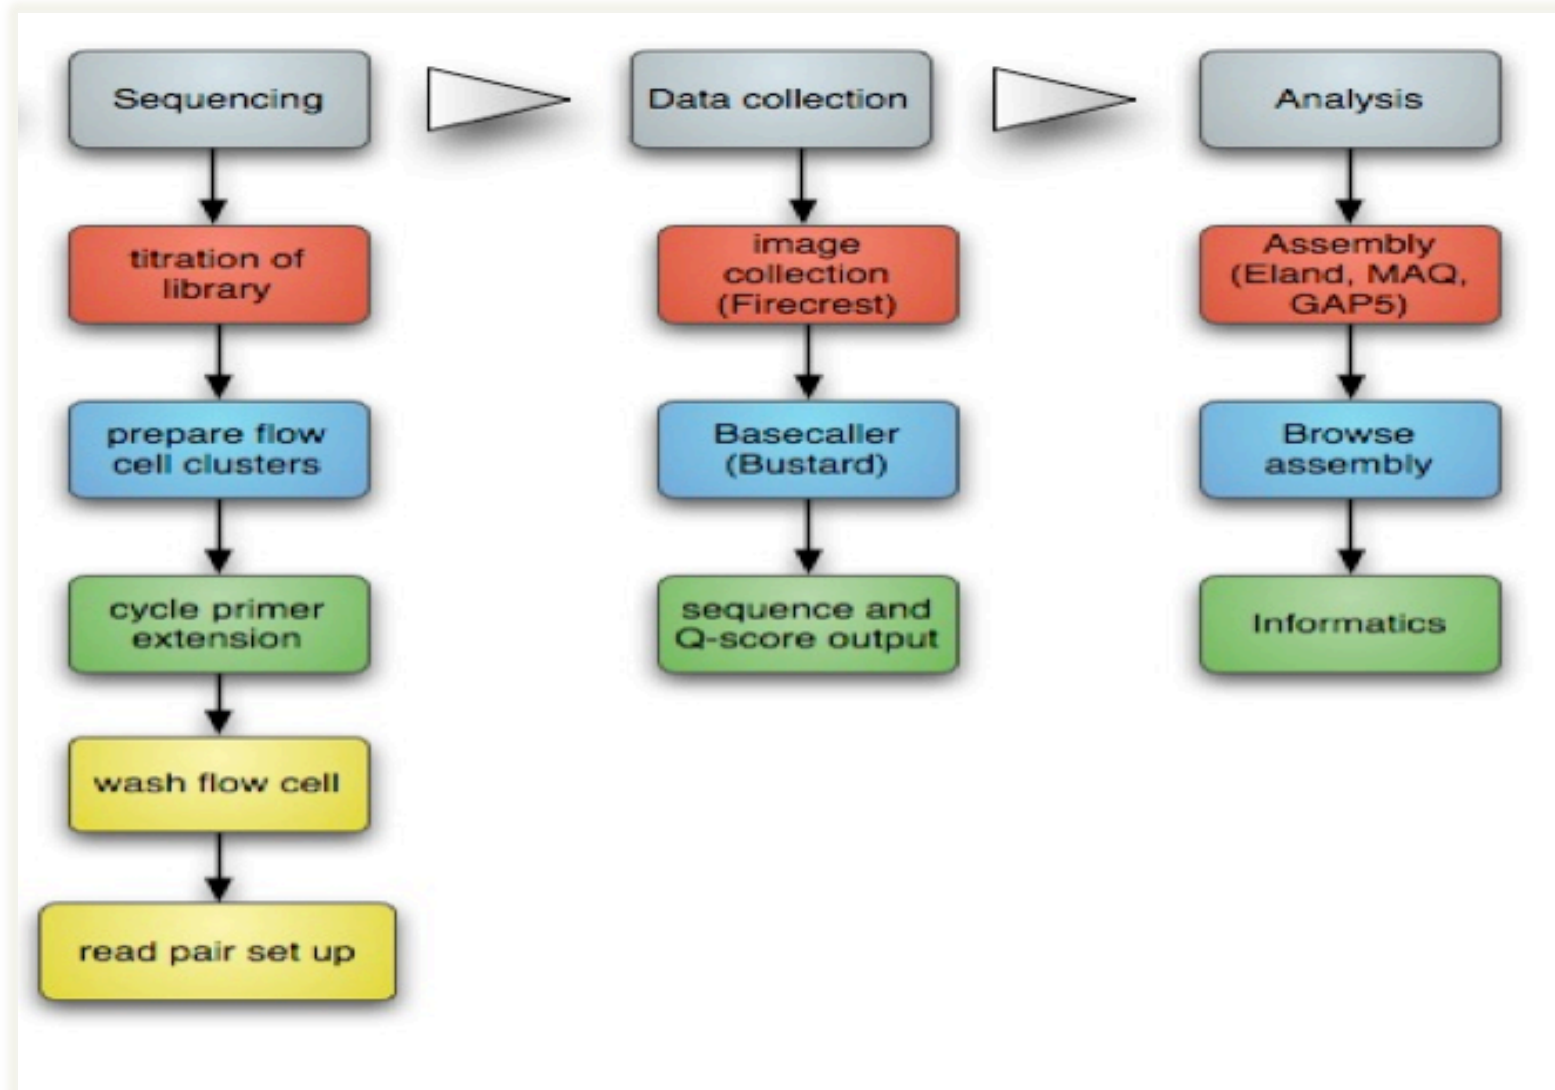 Sequencing
titration of
library
prepare flow
cell clusters
cycle primer
extension
wash flow cell
read pair set up
Data collection
image
collection
(Firecrest)
Basecaller
(Bustard)
sequence and
Q-score output
Analysis
Assembly
(Eland, MAQ,
GAP5)
Browse
assembly
Informatics